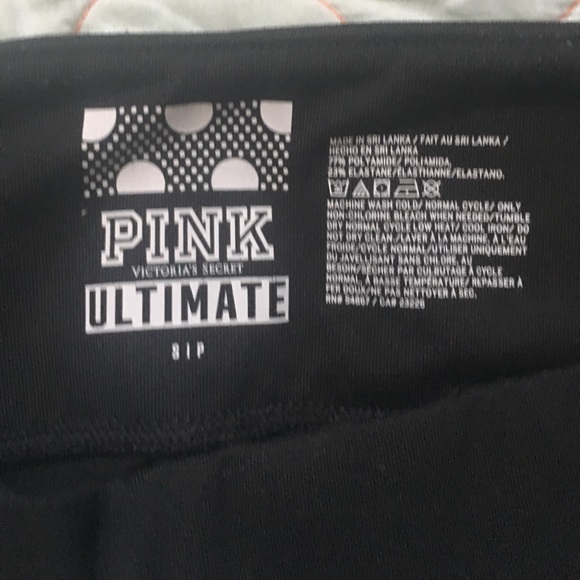 PINK
VICTORIA'S SECRET
ULTIMATE
S | P
MADE IN SRI LANKA / FAIT AU SRI LANKA /
HECHO EN SRI LANKA
77% POLYAMIDE/ POLIAMIDA,
23% ELASTANE/ELASTHANNE/ELASTANO.
MACHINE WASH COLD/ NORMAL CYCLE/ ONLY
NON-CHLORINE BLEACH WHEN NEEDED/TUMBLE
DRY NORMAL CYCLE LOW HEAT/ COOL IRON/ DO
NOT DRY CLEAN /LAVER À LA MACHINE, À L'EAU
FROIDE/CYCLE NORMAL/UTILISER UNIQUEMENT
DU JAVELLISANT SANS CHLORE, AU
BESOIN/SÉCHER PAR CULBUTAGE À CYCLE
NORMAL, À BASSE TEMPÉRATURE/ REPASSER À
FER DOUX/ PAS NETTOYER À SEC.
RN# 54867 / CA#